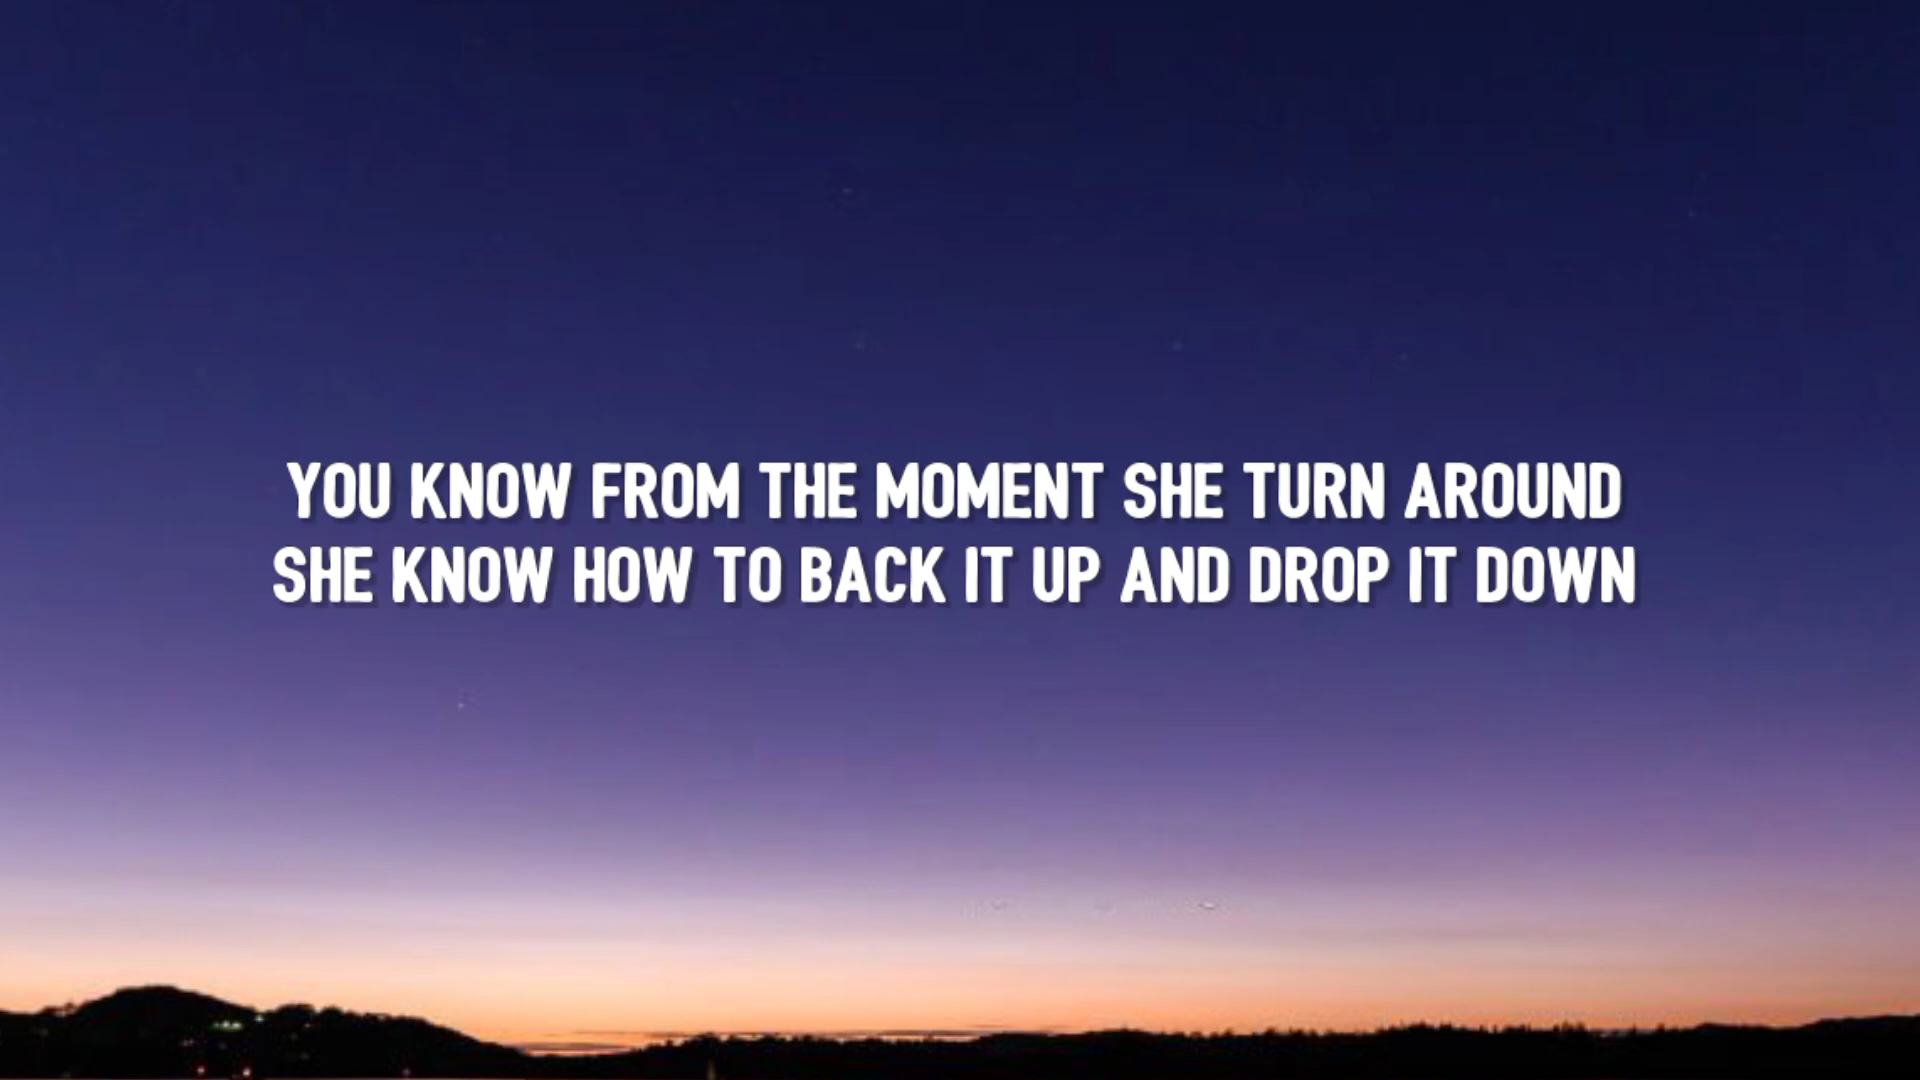 YOU KNOW FROM THE MOMENT SHE TURN AROUND
SHE KNOW HOW TO BACK IT UP AND DROP IT DOWN